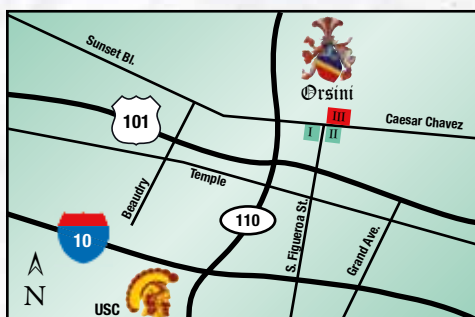 Sunset Bl.
Orsini
III
I
II
Caesar Chavez
101
Temple
Beaudry
110
S. Figueroa St.
Grand Ave.
10
N
USC